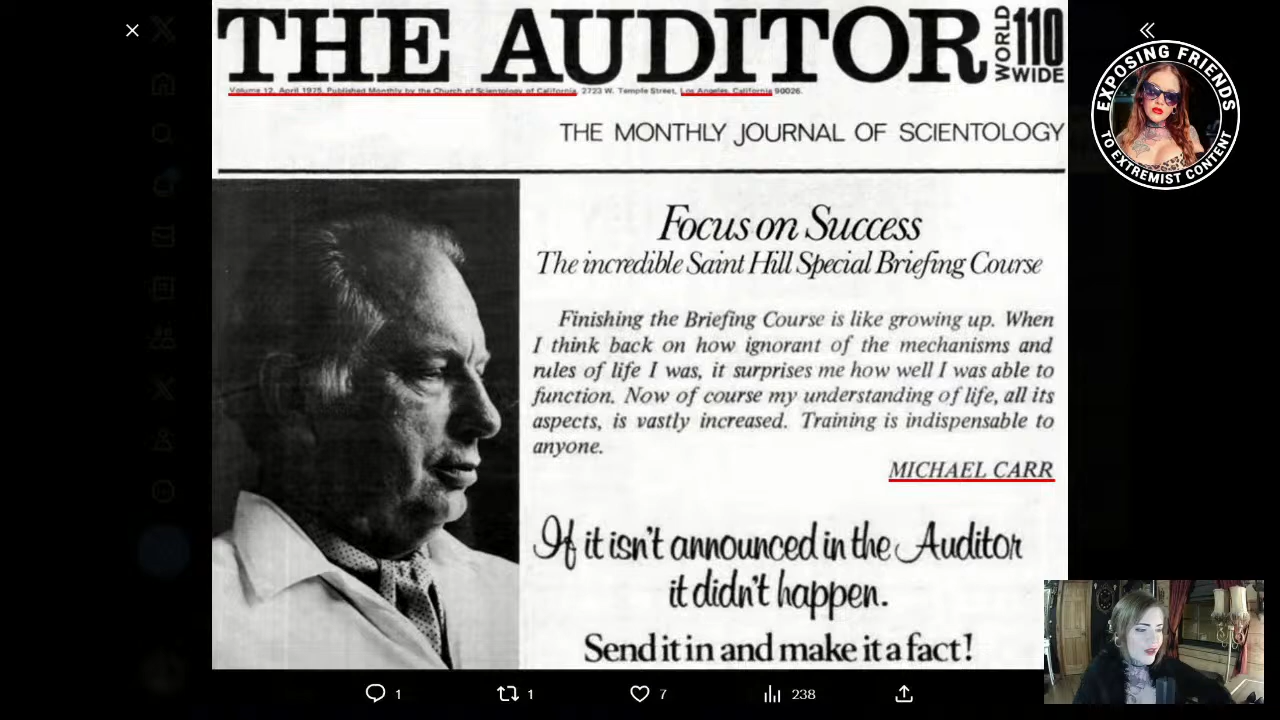 THE AUDITOR
WORLD WIDE 110
Volume 12, April 1975. Published Monthly by the Church of Scientology of California, 2723 W. Temple Street, Los Angeles, California 90026.
THE MONTHLY JOURNAL OF SCIENTOLOGY
EXPOSING FRIENDS
TO EXTREMIST CONTENT
Focus on Success
The incredible Saint Hill Special Briefing Course
Finishing the Briefing Course is like growing up. When
I think back on how ignorant of the mechanisms and
rules of life I was, it surprises me how well I was able to
function. Now of course my understanding of life, all its
aspects, is vastly increased. Training is indispensable to
anyone.
MICHAEL CARR
If it isn't announced in the Auditor
it didn't happen.
Send it in and make it a fact!
1
1
7
238